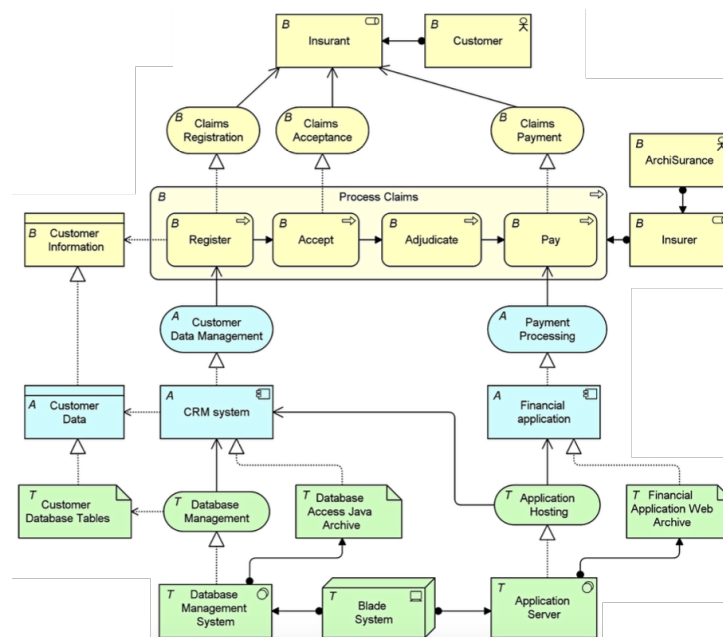 B
Insurant
B
Customer
B
Claims
Registration
B
Claims
Acceptance
B
Claims
Payment
B
ArchiSurance
B
Process Claims
B
Customer
Information
B
Register
B
Accept
B
Adjudicate
B
Pay
B
Insurer
A
Customer
Data Management
A
Payment
Processing
A
Customer
Data
A
CRM system
A
Financial
application
T
Customer
Database Tables
T
Database
Management
T
Database
Access Java
Archive
T
Application
Hosting
T
Financial
Application Web
Archive
T
Database
Management
System
T
Blade
System
T
Application
Server